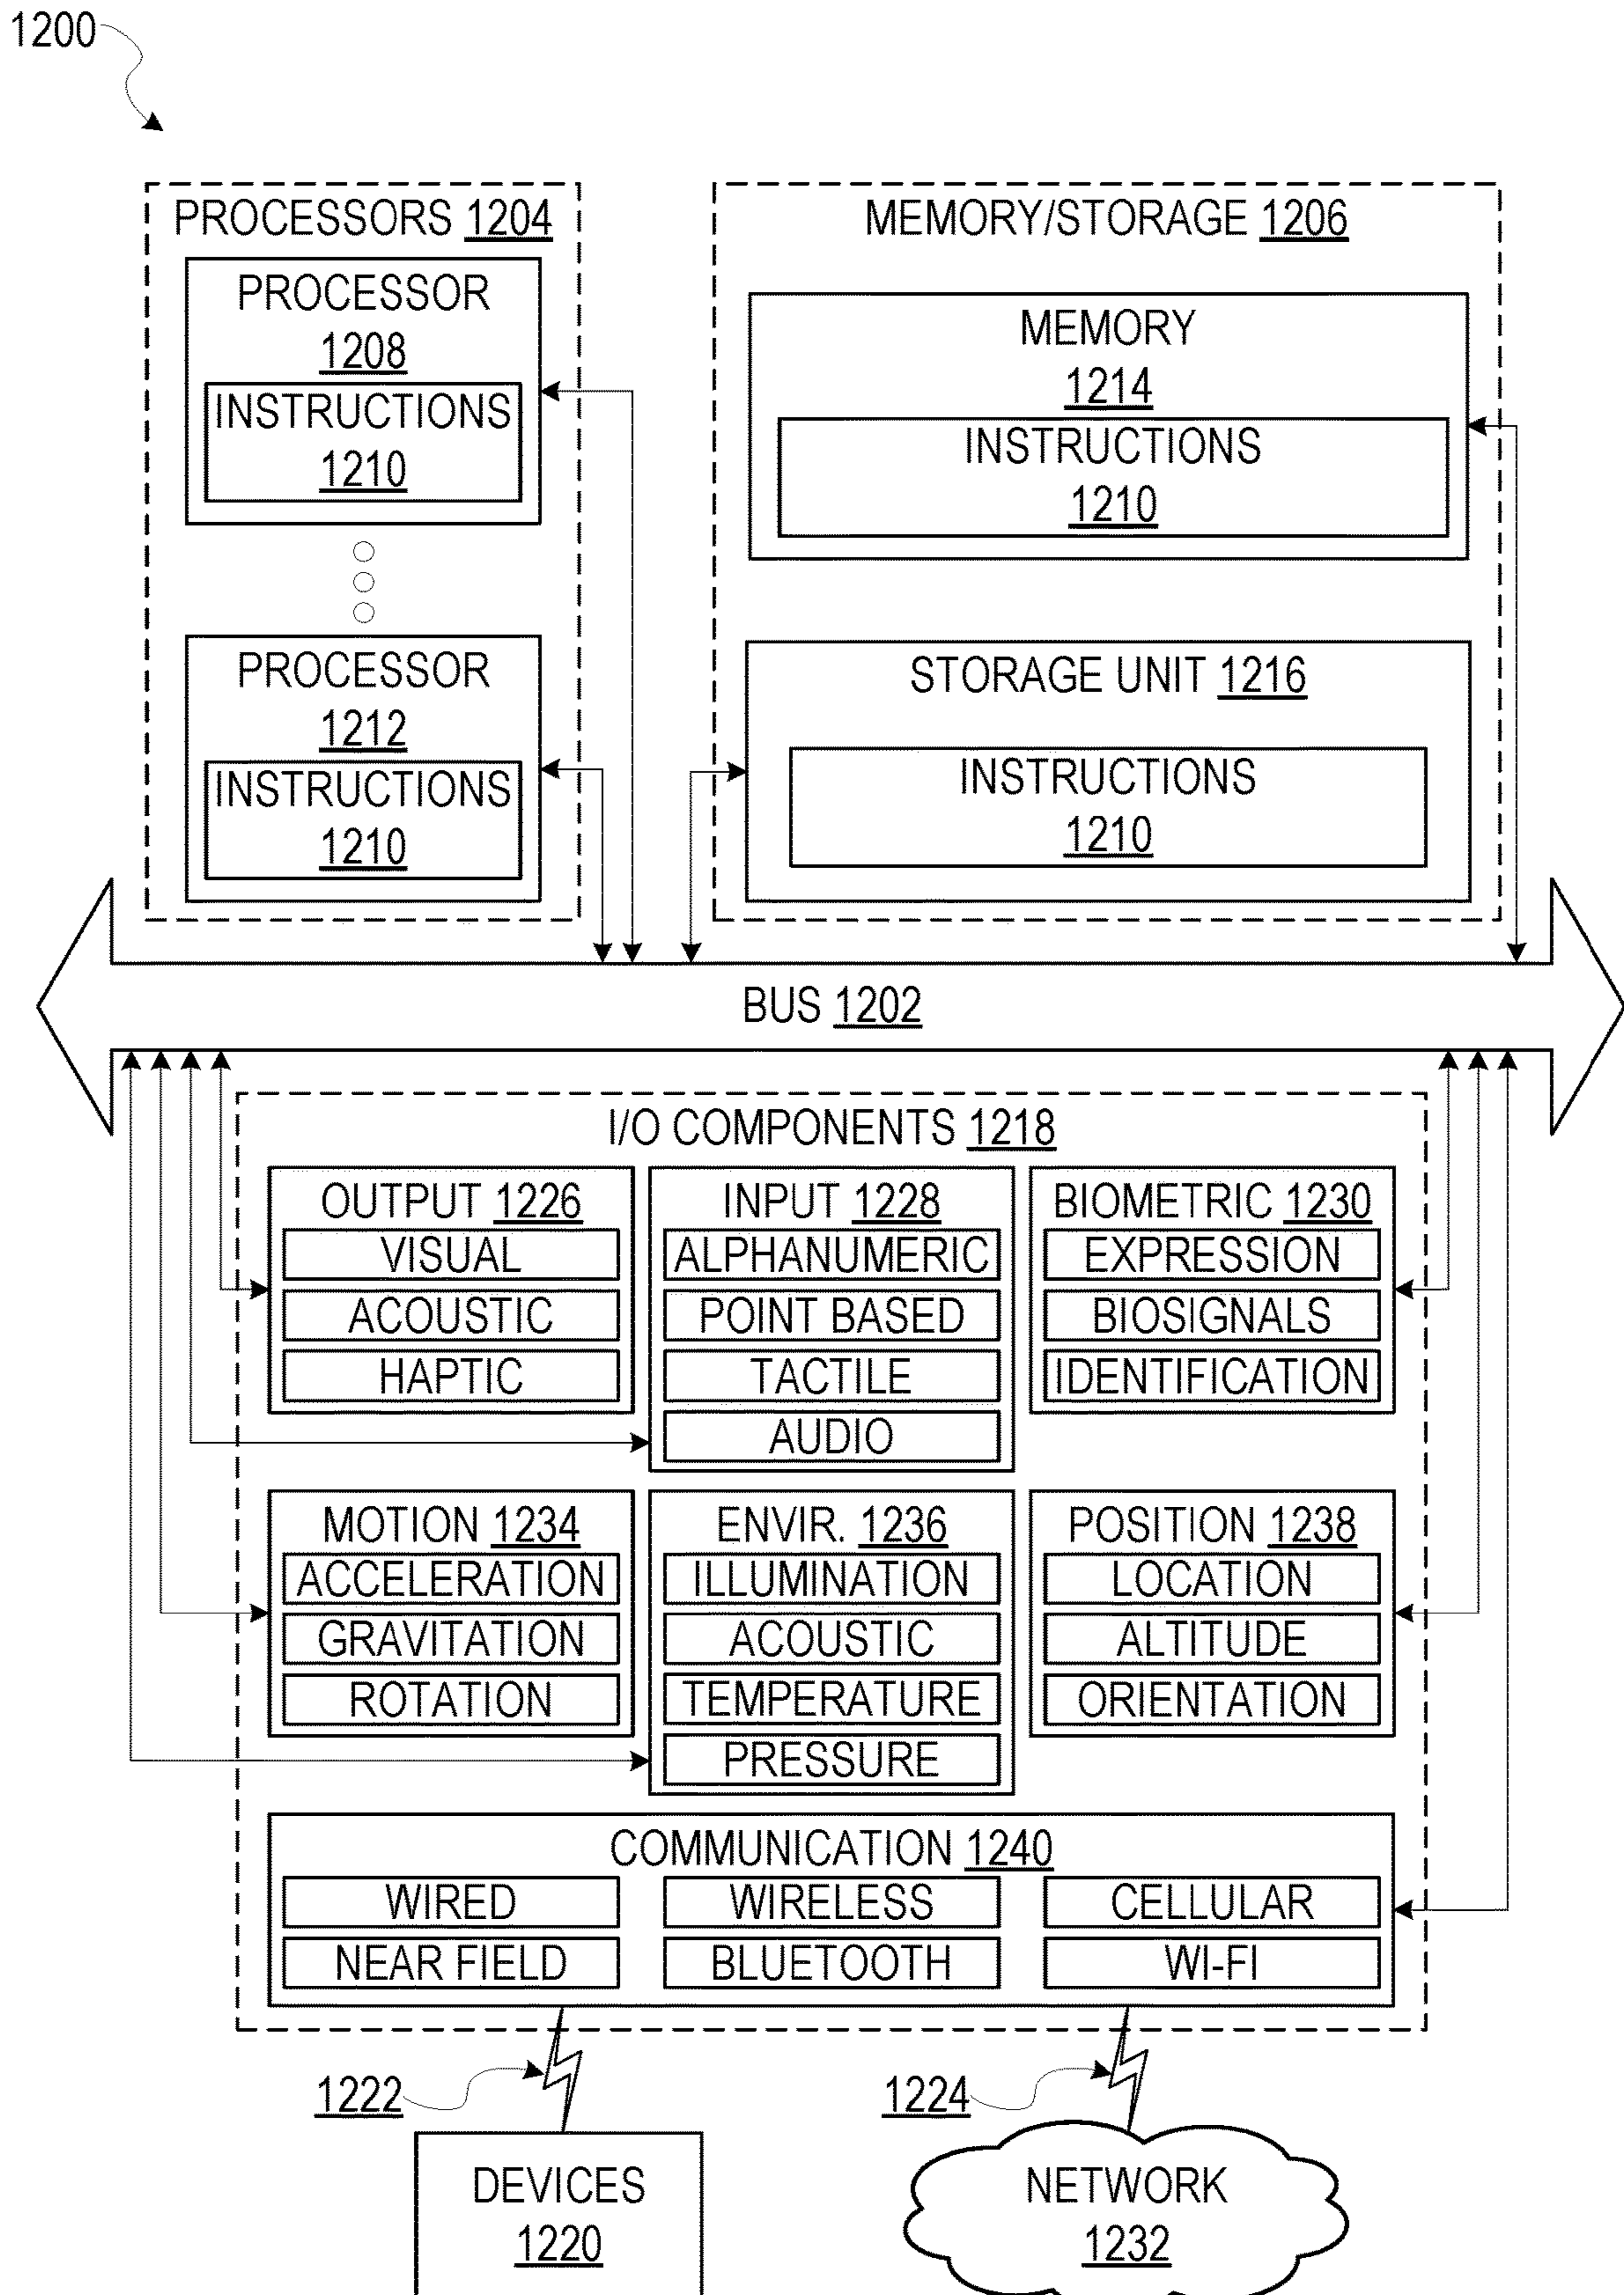 1200
PROCESSORS 1204
PROCESSOR
1208
INSTRUCTIONS
1210
PROCESSOR
1212
INSTRUCTIONS
1210
MEMORY/STORAGE 1206
MEMORY
1214
INSTRUCTIONS
1210
STORAGE UNIT 1216
INSTRUCTIONS
1210
BUS 1202
I/O COMPONENTS 1218
OUTPUT 1226
VISUAL
ACOUSTIC
HAPTIC
INPUT 1228
ALPHANUMERIC
POINT BASED
TACTILE
AUDIO
BIOMETRIC 1230
EXPRESSION
BIOSIGNALS
IDENTIFICATION
MOTION 1234
ACCELERATION
GRAVITATION
ROTATION
ENVIR. 1236
ILLUMINATION
ACOUSTIC
TEMPERATURE
PRESSURE
POSITION 1238
LOCATION
ALTITUDE
ORIENTATION
COMMUNICATION 1240
WIRED
WIRELESS
CELLULAR
NEAR FIELD
BLUETOOTH
WI-FI
1222
1224
DEVICES
1220
NETWORK
1232